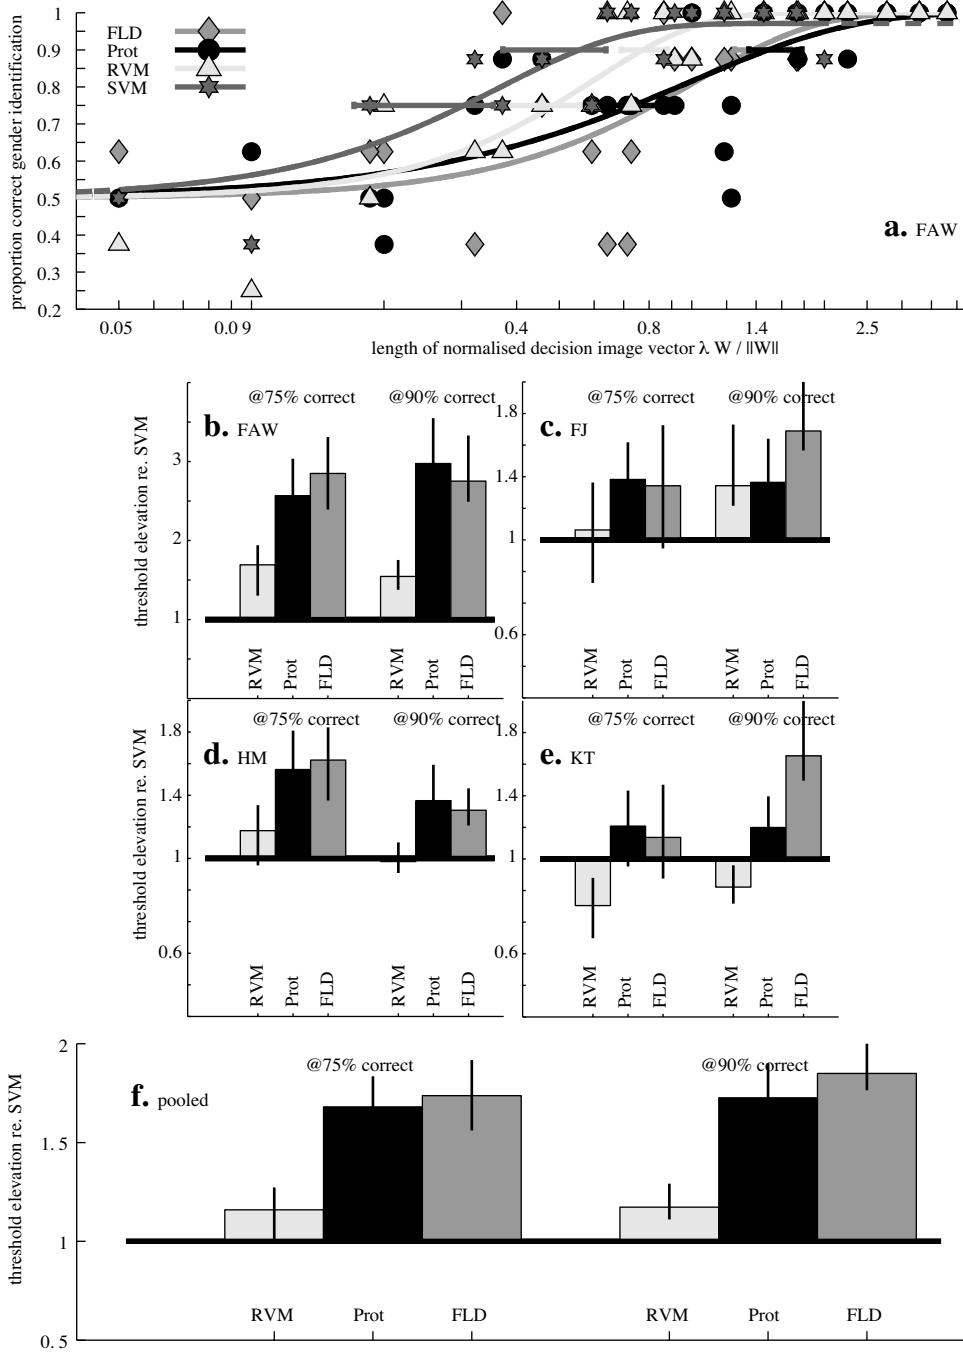 proportion correct gender identification
1
0.9
0.8
0.7
0.6
0.5
0.4
0.3
0.2
FLD
Prot
RVM
SVM
a. FAW
0.05
0.0 9
0.4
0.8
1.4
2.5
length of normalised decision image vector λ W / ||W||
threshold elevation re. SVM
3
2
1
b. FAW
@75% correct
@90% correct
RVM
Prot
FLD
RVM
Prot
FLD
1.8
1.4
1
0.6
c. FJ
@75% correct
@90% correct
RVM
Prot
FLD
RVM
Prot
FLD
threshold elevation re. SVM
1.8
1.4
1
0.6
d. HM
@75% correct
@90% correct
RVM
Prot
FLD
RVM
Prot
FLD
1.8
1.4
1
0.6
e. KT
@75% correct
@90% correct
RVM
Prot
FLD
RVM
Prot
FLD
threshold elevation re. SVM
2
1.5
1
0. 5
f. pooled
@75% correct
@90% correct
RVM
Prot
FLD
RVM
Prot
FLD